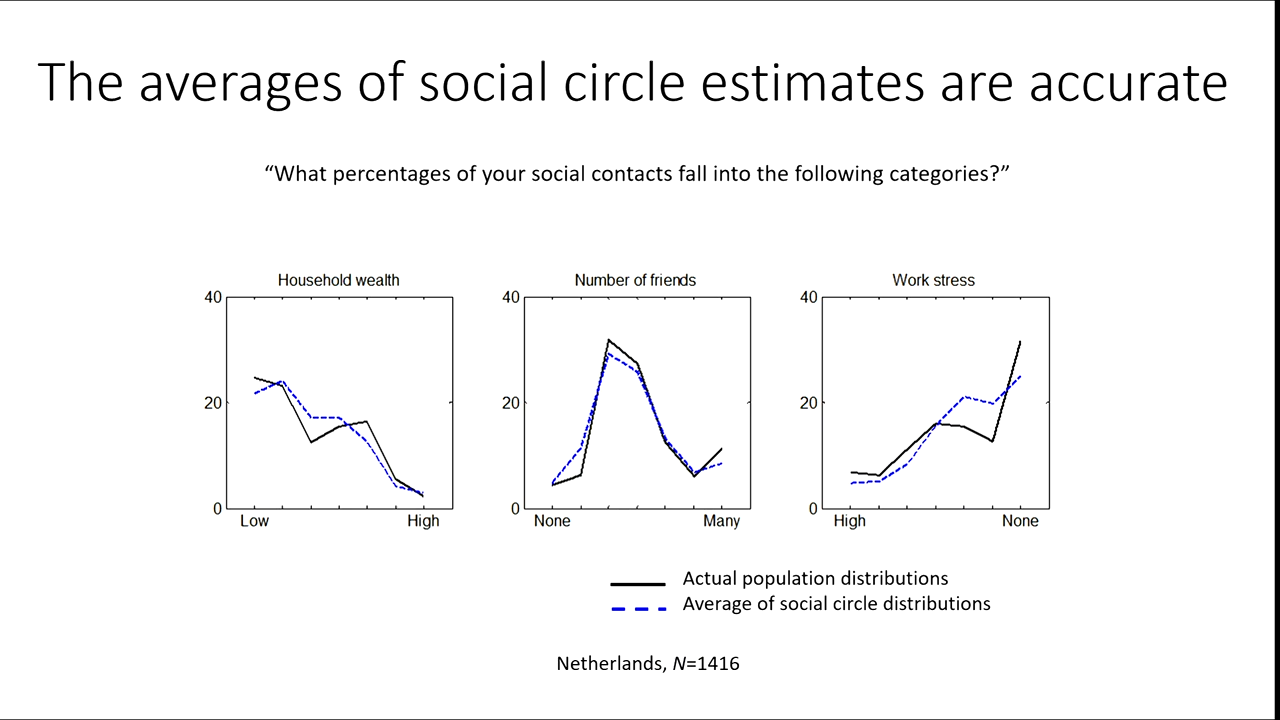 The averages of social circle estimates are accurate
“What percentages of your social contacts fall into the following categories?”
Household wealth
40
20
0
Low High
Number of friends
40
20
0
None Many
Work stress
40
20
0
High None
Actual population distributions
Average of social circle distributions
Netherlands, N=1416